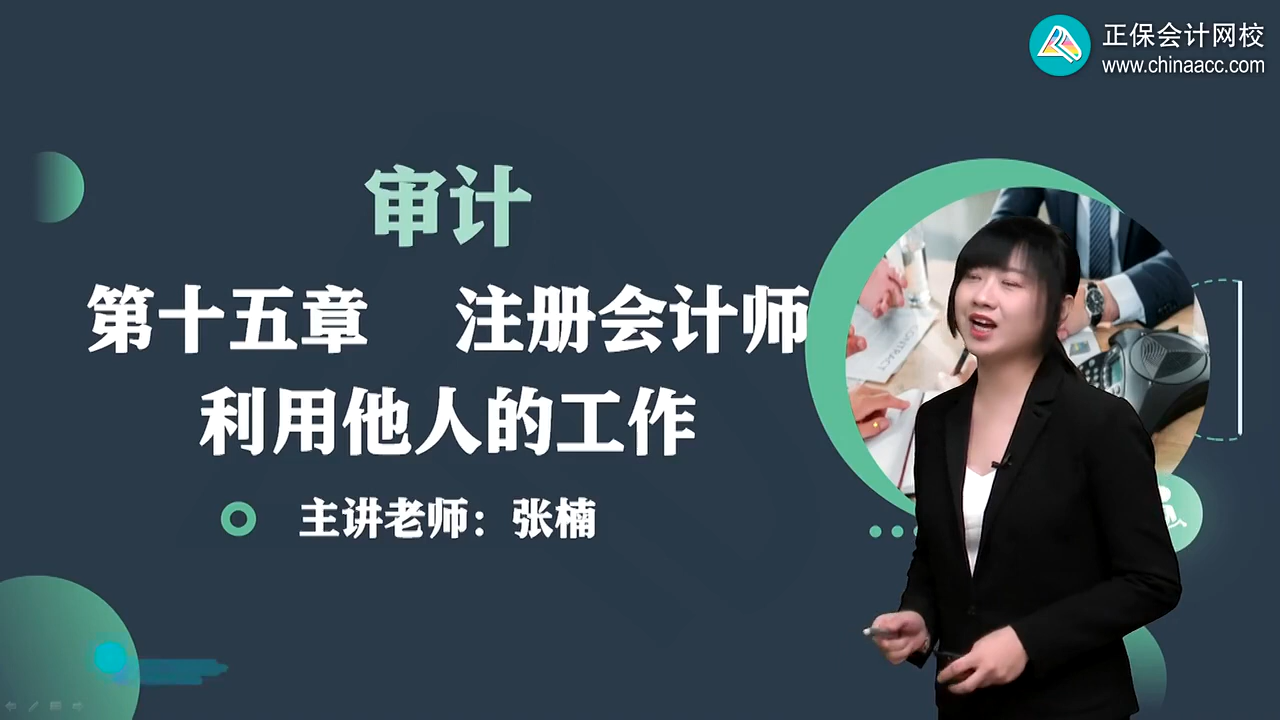 正保会计网校
www.chinaacc.com
审计
第十五章 注册会计师
利用他人的工作
主讲老师：张楠